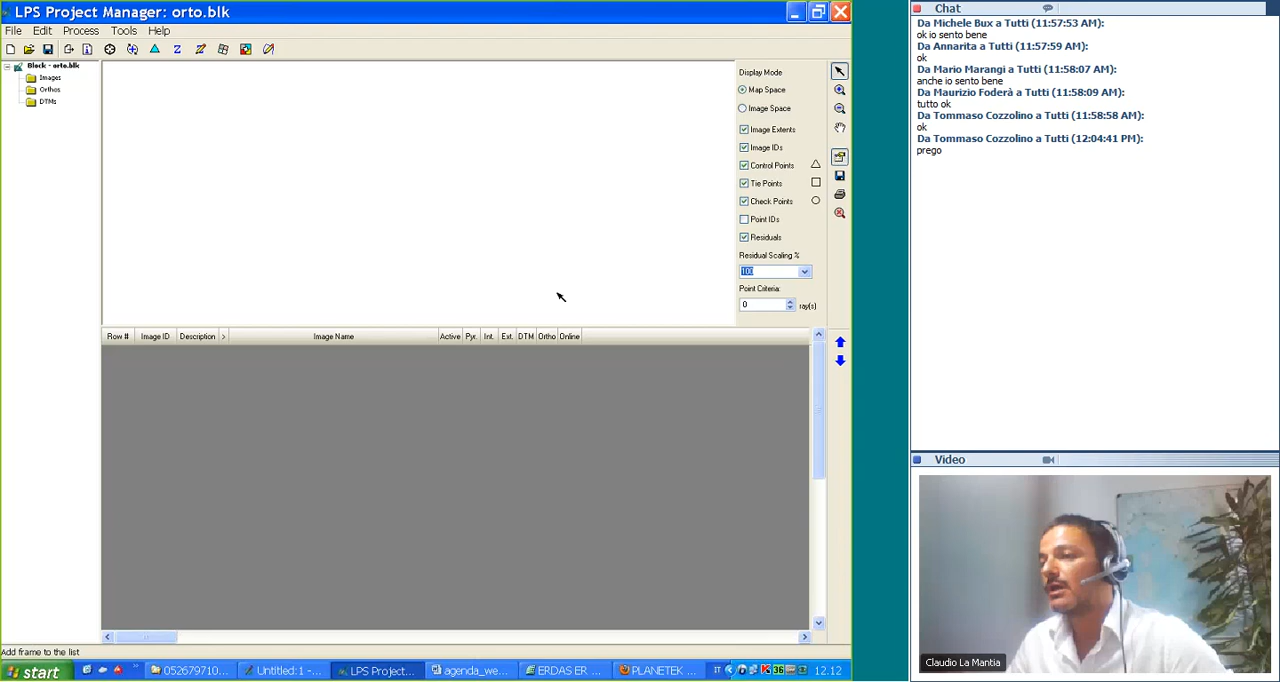 LPS Project Manager: orto.blk
File Edit Process Tools Help
Block - orto.blk
Images
Orthos
DTMs
Display Mode
Map Space
Image Space
Image Extents
Image IDs
Control Points
Tie Points
Check Points
Point IDs
Residuals
Residual Scaling %
100
Point Criteria:
0 ray(s)
Row # Image ID Description > Image Name Active Pyr. Int. Ext. DTM Ortho Online
Add frame to the list
start 052679710... Untitled:1 -... LPS Project... agenda_we... ERDAS ER ... PLANETEK ... IT 36 12.12
Chat
Da Michele Bux a Tutti (11:57:53 AM):
ok io sento bene
Da Annarita a Tutti (11:57:59 AM):
ok
Da Mario Marangi a Tutti (11:58:07 AM):
anche io sento bene
Da Maurizio Foderà a Tutti (11:58:09 AM):
tutto ok
Da Tommaso Cozzolino a Tutti (11:58:58 AM):
ok
Da Tommaso Cozzolino a Tutti (12:04:41 PM):
prego
Video
Claudio La Mantia